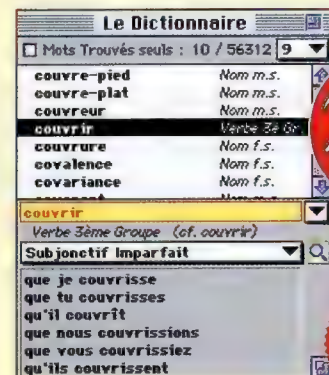 Le Dictionnaire
Mots Trouvés seuls : 10 / 56312 9
couvre-pied Nom m.s.
couvre-plat Nom m.s.
couvreur Nom m.s.
couvrir Verbe 3è Gr
couvrure Nom f.s.
covalence Nom f.s.
covariance Nom f.s.
couvrir
Verbe 3ème Groupe (cf. couvrir)
Subjonctif Imparfait
que je couvrisse
que tu couvrisses
qu'il couvrît
que nous couvrissions
que vous couvrissiez
qu'ils couvrissent